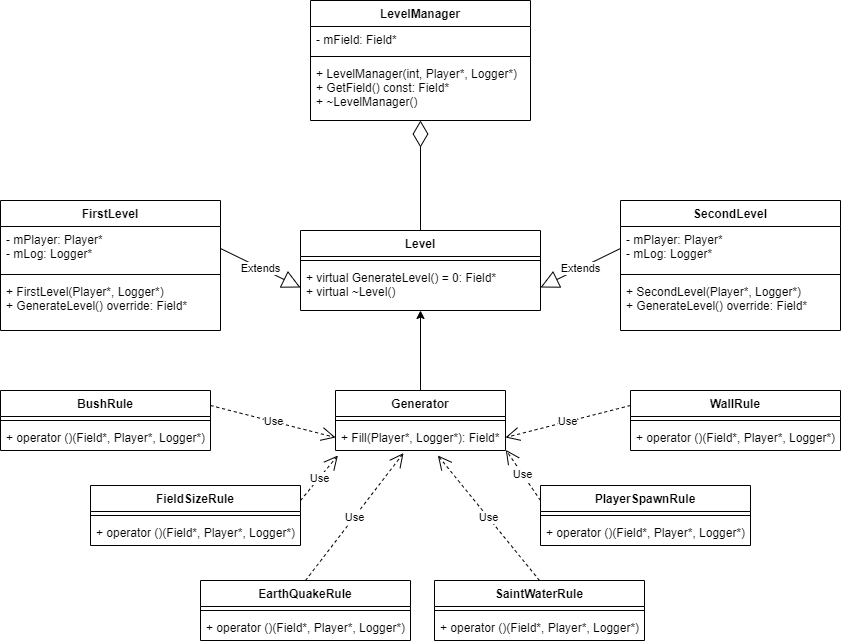 LevelManager
- mField: Field*
+ LevelManager(int, Player*, Logger*)
+ GetField() const: Field*
+ ~LevelManager()
FirstLevel
- mPlayer: Player*
- mLog: Logger*
+ FirstLevel(Player*, Logger*)
+ GenerateLevel() override: Field*
Extends
Level
+ virtual GenerateLevel() = 0: Field*
+ virtual ~Level()
Extends
SecondLevel
- mPlayer: Player*
- mLog: Logger*
+ SecondLevel(Player*, Logger*)
+ GenerateLevel() override: Field*
BushRule
+ operator ()(Field*, Player*, Logger*)
Use
Generator
+ Fill(Player*, Logger*): Field*
Use
WallRule
+ operator ()(Field*, Player*, Logger*)
FieldSizeRule
+ operator ()(Field*, Player*, Logger*)
Use
Use
PlayerSpawnRule
+ operator ()(Field*, Player*, Logger*)
Use
Use
EarthQuakeRule
+ operator ()(Field*, Player*, Logger*)
SaintWaterRule
+ operator ()(Field*, Player*, Logger*)